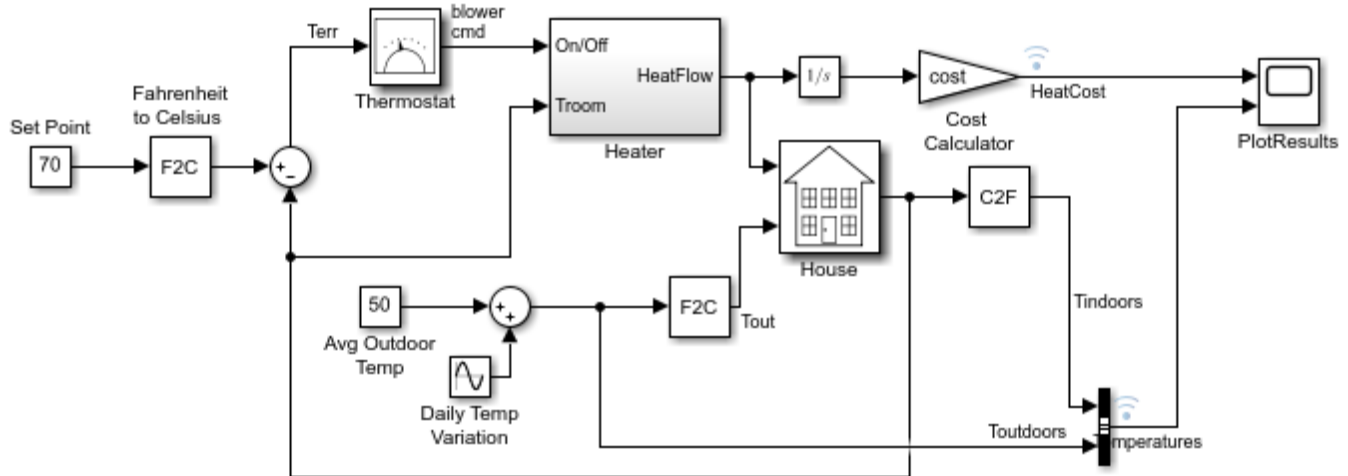 Terr
blower
cmd
On/Off
HeatFlow
Troom
Heater
Thermostat
Fahrenheit
to Celsius
Set Point
70
F2C
+
−
1/s
cost
HeatCost
Cost
Calculator
PlotResults
C2F
House
50
Avg Outdoor
Temp
+
+
F2C
Tout
Daily Temp
Variation
Tindoors
Toutdoors
Temperatures